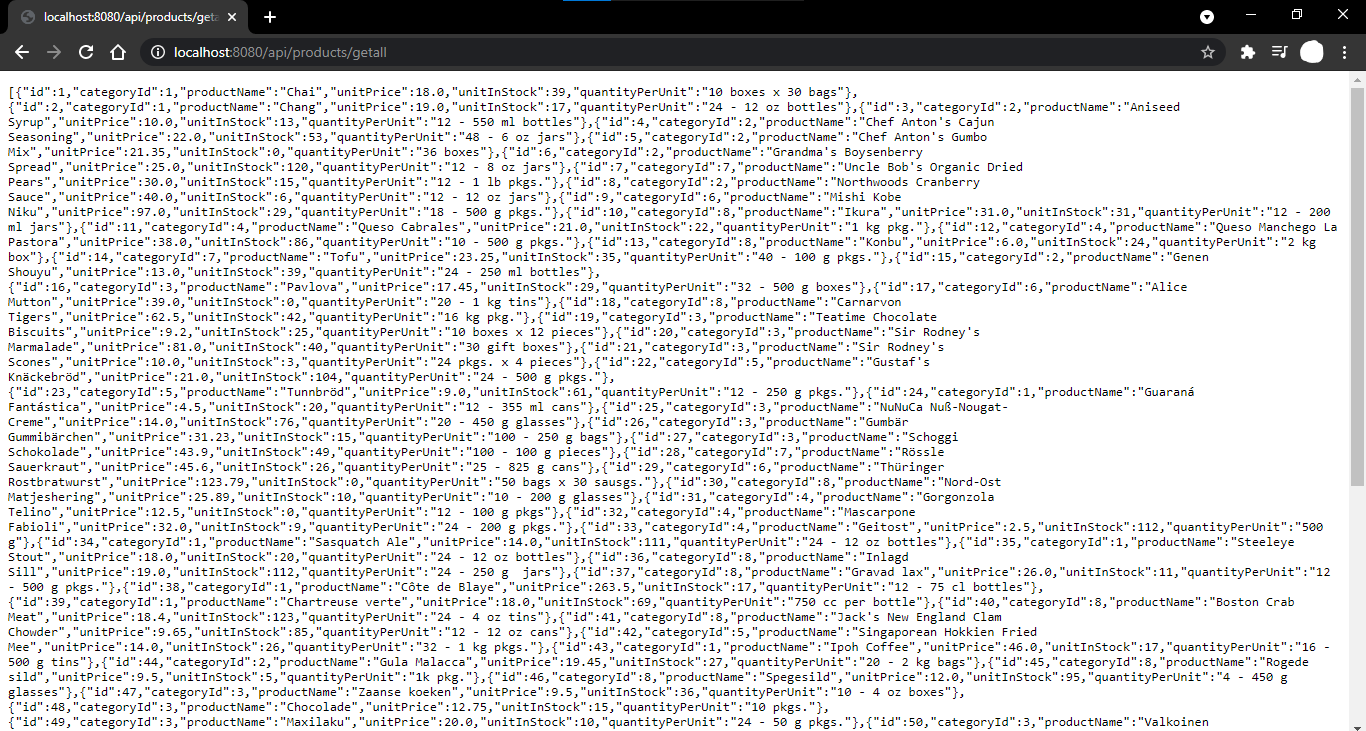 localhost:8080/api/products/geta
localhost:8080/api/products/getall
[{"id":1,"categoryId":1,"productName":"Chai","unitPrice":18.0,"unitInStock":39,"quantityPerUnit":"10 boxes x 30 bags"},
{"id":2,"categoryId":1,"productName":"Chang","unitPrice":19.0,"unitInStock":17,"quantityPerUnit":"24 - 12 oz bottles"},{"id":3,"categoryId":2,"productName":"Aniseed
Syrup","unitPrice":10.0,"unitInStock":13,"quantityPerUnit":"12 - 550 ml bottles"},{"id":4,"categoryId":2,"productName":"Chef Anton's Cajun
Seasoning","unitPrice":22.0,"unitInStock":53,"quantityPerUnit":"48 - 6 oz jars"},{"id":5,"categoryId":2,"productName":"Chef Anton's Gumbo
Mix","unitPrice":21.35,"unitInStock":0,"quantityPerUnit":"36 boxes"},{"id":6,"categoryId":2,"productName":"Grandma's Boysenberry
Spread","unitPrice":25.0,"unitInStock":120,"quantityPerUnit":"12 - 8 oz jars"},{"id":7,"categoryId":7,"productName":"Uncle Bob's Organic Dried
Pears","unitPrice":30.0,"unitInStock":15,"quantityPerUnit":"12 - 1 lb pkgs."},{"id":8,"categoryId":2,"productName":"Northwoods Cranberry
Sauce","unitPrice":40.0,"unitInStock":6,"quantityPerUnit":"12 - 12 oz jars"},{"id":9,"categoryId":6,"productName":"Mishi Kobe
Niku","unitPrice":97.0,"unitInStock":29,"quantityPerUnit":"18 - 500 g pkgs."},{"id":10,"categoryId":8,"productName":"Ikura","unitPrice":31.0,"unitInStock":31,"quantityPerUnit":"12 - 200
ml jars"},{"id":11,"categoryId":4,"productName":"Queso Cabrales","unitPrice":21.0,"unitInStock":22,"quantityPerUnit":"1 kg pkg."},{"id":12,"categoryId":4,"productName":"Queso Manchego La
Pastora","unitPrice":38.0,"unitInStock":86,"quantityPerUnit":"10 - 500 g pkgs."},{"id":13,"categoryId":8,"productName":"Konbu","unitPrice":6.0,"unitInStock":24,"quantityPerUnit":"2 kg
box"},{"id":14,"categoryId":7,"productName":"Tofu","unitPrice":23.25,"unitInStock":35,"quantityPerUnit":"40 - 100 g pkgs."},{"id":15,"categoryId":2,"productName":"Genen
Shouyu","unitPrice":13.0,"unitInStock":39,"quantityPerUnit":"24 - 250 ml bottles"},
{"id":16,"categoryId":3,"productName":"Pavlova","unitPrice":17.45,"unitInStock":29,"quantityPerUnit":"32 - 500 g boxes"},{"id":17,"categoryId":6,"productName":"Alice
Mutton","unitPrice":39.0,"unitInStock":0,"quantityPerUnit":"20 - 1 kg tins"},{"id":18,"categoryId":8,"productName":"Carnarvon
Tigers","unitPrice":62.5,"unitInStock":42,"quantityPerUnit":"16 kg pkg."},{"id":19,"categoryId":3,"productName":"Teatime Chocolate
Biscuits","unitPrice":9.2,"unitInStock":25,"quantityPerUnit":"10 boxes x 12 pieces"},{"id":20,"categoryId":3,"productName":"Sir Rodney's
Marmalade","unitPrice":81.0,"unitInStock":40,"quantityPerUnit":"30 gift boxes"},{"id":21,"categoryId":3,"productName":"Sir Rodney's
Scones","unitPrice":10.0,"unitInStock":3,"quantityPerUnit":"24 pkgs. x 4 pieces"},{"id":22,"categoryId":5,"productName":"Gustaf's
Knäckebröd","unitPrice":21.0,"unitInStock":104,"quantityPerUnit":"24 - 500 g pkgs."},
{"id":23,"categoryId":5,"productName":"Tunnbröd","unitPrice":9.0,"unitInStock":61,"quantityPerUnit":"12 - 250 g pkgs."},{"id":24,"categoryId":1,"productName":"Guaraná
Fantástica","unitPrice":4.5,"unitInStock":20,"quantityPerUnit":"12 - 355 ml cans"},{"id":25,"categoryId":3,"productName":"NuNuCa Nuß-Nougat-
Creme","unitPrice":14.0,"unitInStock":76,"quantityPerUnit":"20 - 450 g glasses"},{"id":26,"categoryId":3,"productName":"Gumbär
Gummibärchen","unitPrice":31.23,"unitInStock":15,"quantityPerUnit":"100 - 250 g bags"},{"id":27,"categoryId":3,"productName":"Schoggi
Schokolade","unitPrice":43.9,"unitInStock":49,"quantityPerUnit":"100 - 100 g pieces"},{"id":28,"categoryId":7,"productName":"Rössle
Sauerkraut","unitPrice":45.6,"unitInStock":26,"quantityPerUnit":"25 - 825 g cans"},{"id":29,"categoryId":6,"productName":"Thüringer
Rostbratwurst","unitPrice":123.79,"unitInStock":0,"quantityPerUnit":"50 bags x 30 sausgs."},{"id":30,"categoryId":8,"productName":"Nord-Ost
Matjeshering","unitPrice":25.89,"unitInStock":10,"quantityPerUnit":"10 - 200 g glasses"},{"id":31,"categoryId":4,"productName":"Gorgonzola
Telino","unitPrice":12.5,"unitInStock":0,"quantityPerUnit":"12 - 100 g pkgs"},{"id":32,"categoryId":4,"productName":"Mascarpone
Fabioli","unitPrice":32.0,"unitInStock":9,"quantityPerUnit":"24 - 200 g pkgs."},{"id":33,"categoryId":4,"productName":"Geitost","unitPrice":2.5,"unitInStock":112,"quantityPerUnit":"500
g"},{"id":34,"categoryId":1,"productName":"Sasquatch Ale","unitPrice":14.0,"unitInStock":111,"quantityPerUnit":"24 - 12 oz bottles"},{"id":35,"categoryId":1,"productName":"Steeleye
Stout","unitPrice":18.0,"unitInStock":20,"quantityPerUnit":"24 - 12 oz bottles"},{"id":36,"categoryId":8,"productName":"Inlagd
Sill","unitPrice":19.0,"unitInStock":112,"quantityPerUnit":"24 - 250 g  jars"},{"id":37,"categoryId":8,"productName":"Gravad lax","unitPrice":26.0,"unitInStock":11,"quantityPerUnit":"12
- 500 g pkgs."},{"id":38,"categoryId":1,"productName":"Côte de Blaye","unitPrice":263.5,"unitInStock":17,"quantityPerUnit":"12 - 75 cl bottles"},
{"id":39,"categoryId":1,"productName":"Chartreuse verte","unitPrice":18.0,"unitInStock":69,"quantityPerUnit":"750 cc per bottle"},{"id":40,"categoryId":8,"productName":"Boston Crab
Meat","unitPrice":18.4,"unitInStock":123,"quantityPerUnit":"24 - 4 oz tins"},{"id":41,"categoryId":8,"productName":"Jack's New England Clam
Chowder","unitPrice":9.65,"unitInStock":85,"quantityPerUnit":"12 - 12 oz cans"},{"id":42,"categoryId":5,"productName":"Singaporean Hokkien Fried
Mee","unitPrice":14.0,"unitInStock":26,"quantityPerUnit":"32 - 1 kg pkgs."},{"id":43,"categoryId":1,"productName":"Ipoh Coffee","unitPrice":46.0,"unitInStock":17,"quantityPerUnit":"16 -
500 g tins"},{"id":44,"categoryId":2,"productName":"Gula Malacca","unitPrice":19.45,"unitInStock":27,"quantityPerUnit":"20 - 2 kg bags"},{"id":45,"categoryId":8,"productName":"Rogede
sild","unitPrice":9.5,"unitInStock":5,"quantityPerUnit":"1k pkg."},{"id":46,"categoryId":8,"productName":"Spegesild","unitPrice":12.0,"unitInStock":95,"quantityPerUnit":"4 - 450 g
glasses"},{"id":47,"categoryId":3,"productName":"Zaanse koeken","unitPrice":9.5,"unitInStock":36,"quantityPerUnit":"10 - 4 oz boxes"},
{"id":48,"categoryId":3,"productName":"Chocolade","unitPrice":12.75,"unitInStock":15,"quantityPerUnit":"10 pkgs."},
{"id":49,"categoryId":3,"productName":"Maxilaku","unitPrice":20.0,"unitInStock":10,"quantityPerUnit":"24 - 50 g pkgs."},{"id":50,"categoryId":3,"productName":"Valkoinen